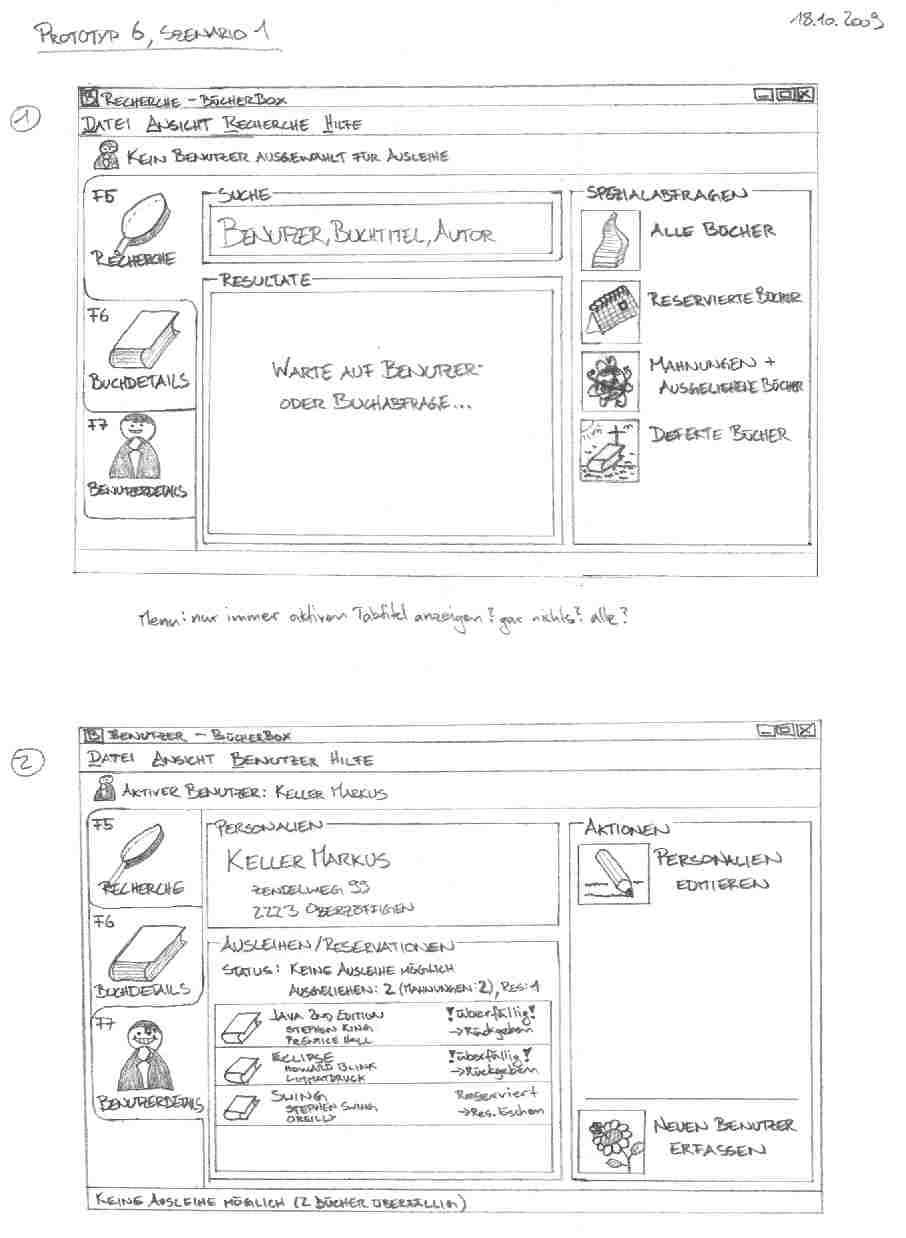 PROTOTYP 6, SZENARIO 1
18.10.2009
1
B RECHERCHE - BÜCHERBOX
DATEI ANSICHT RECHERCHE HILFE
KEIN BENUTZER AUSGEWÄHLT FÜR AUSLEIHE
F5
RECHERCHE
F6
BUCHDETAILS
F7
BENUTZERDETAILS
SUCHE
BENUTZER, BUCHTITEL, AUTOR
RESULTATE
WARTE AUF BENUTZER-
ODER BUCHABFRAGE...
SPEZIALABFRAGEN
ALLE BÜCHER
RESERVIERTE BÜCHER
MAHNUNGEN +
AUSGELIEHENE BÜCHER
DEFEKTE BÜCHER
Menu: nur immer aktiven Tabtitel anzeigen? gar nichts? alle?
2
B BENUTZER - BÜCHERBOX
DATEI ANSICHT BENUTZER HILFE
AKTIVER BENUTZER: KELLER MARKUS
F5
RECHERCHE
F6
BUCHDETAILS
F7
BENUTZERDETAILS
PERSONALIEN
KELLER MARKUS
ZENDELWEG 99
2223 OBERZÖFFIGEN
AUSLEIHEN/RESERVATIONEN
STATUS: KEINE AUSLEIHE MÖGLICH
AUSGELIEHEN: 2 (MAHNUNGEN: 2), RES: 1
JAVA 2ND EDITION
STEPHEN KING
PRENTICE HALL
!überfällig!
→Rückgeben
ECLIPSE
HOWARD BLINK
!überfällig!
→Rückgeben
SWING
STEPHEN SWING
OREILLY
Reserviert
→Res. löschen
AKTIONEN
PERSONALIEN
EDITIEREN
NEUEN BENUTZER
ERFASSEN
KEINE AUSLEIHE MÖGLICH (2 BÜCHER ÜBERFÄLLIG)